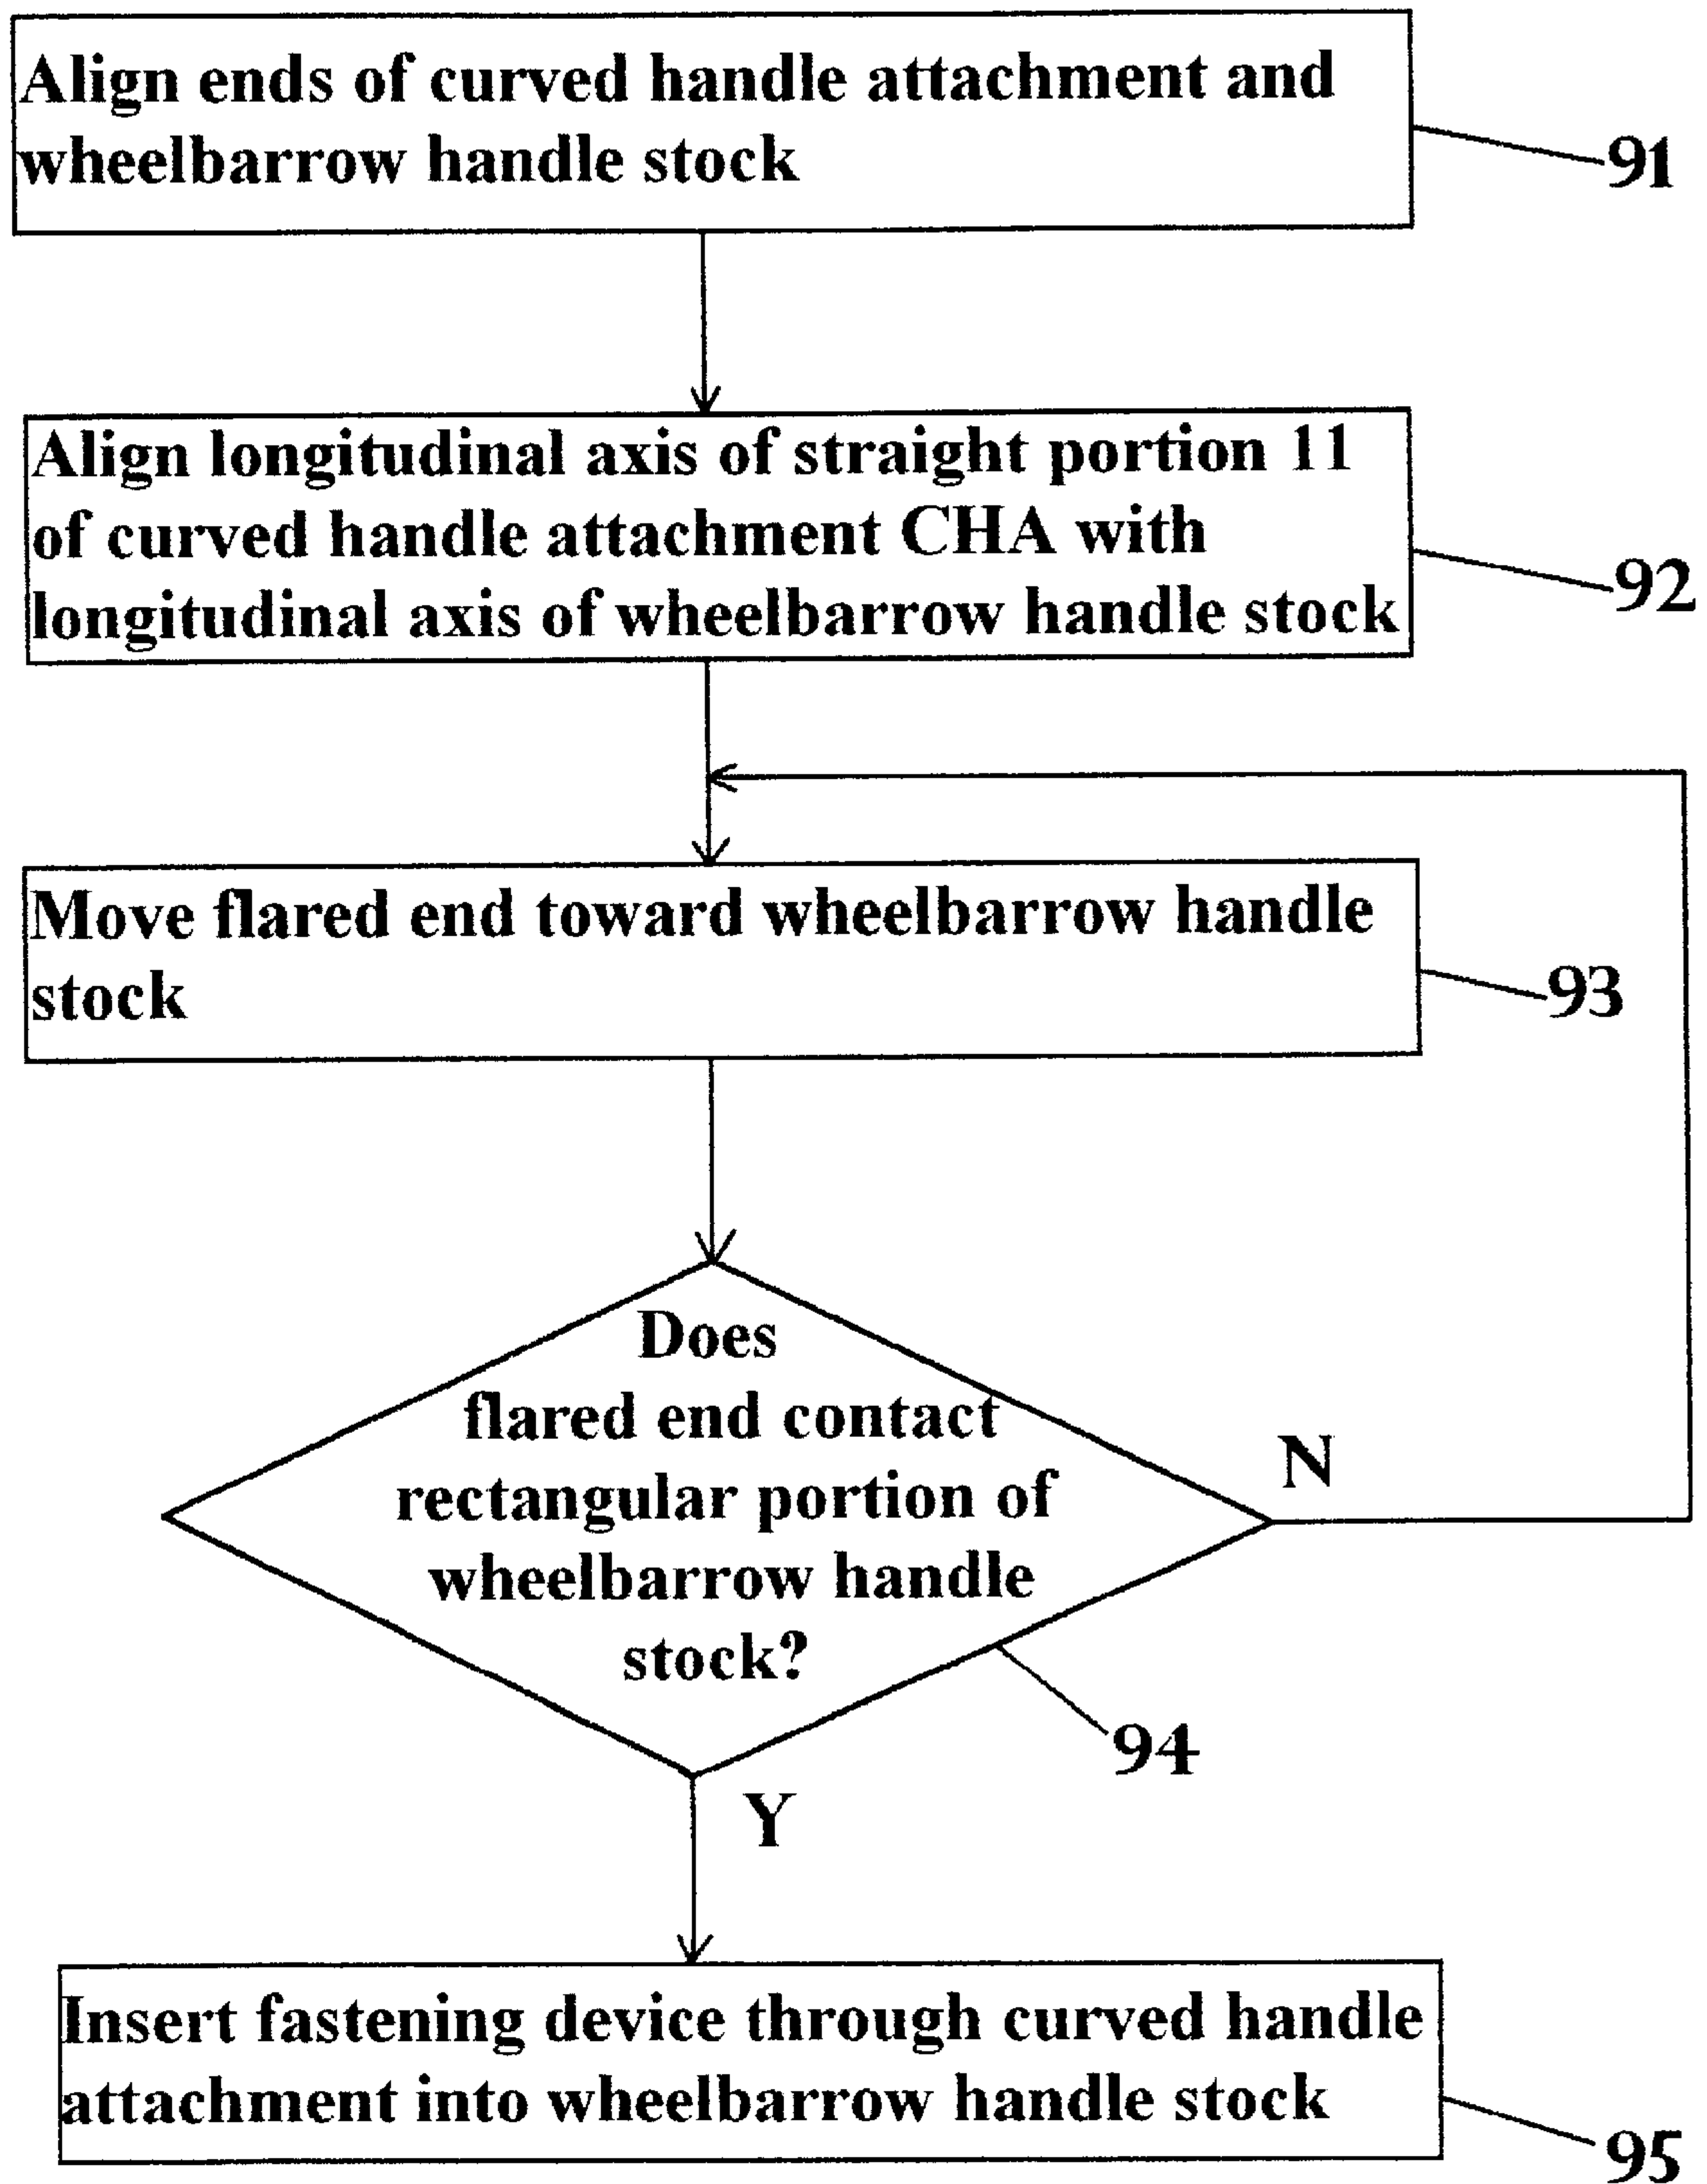 Align ends of curved handle attachment and
wheelbarrow handle stock
91
Align longitudinal axis of straight portion 11
of curved handle attachment CHA with
longitudinal axis of wheelbarrow handle stock
92
Move flared end toward wheelbarrow handle
stock
93
Does
flared end contact
rectangular portion of
wheelbarrow handle
stock?
N
94
Y
Insert fastening device through curved handle
attachment into wheelbarrow handle stock
95